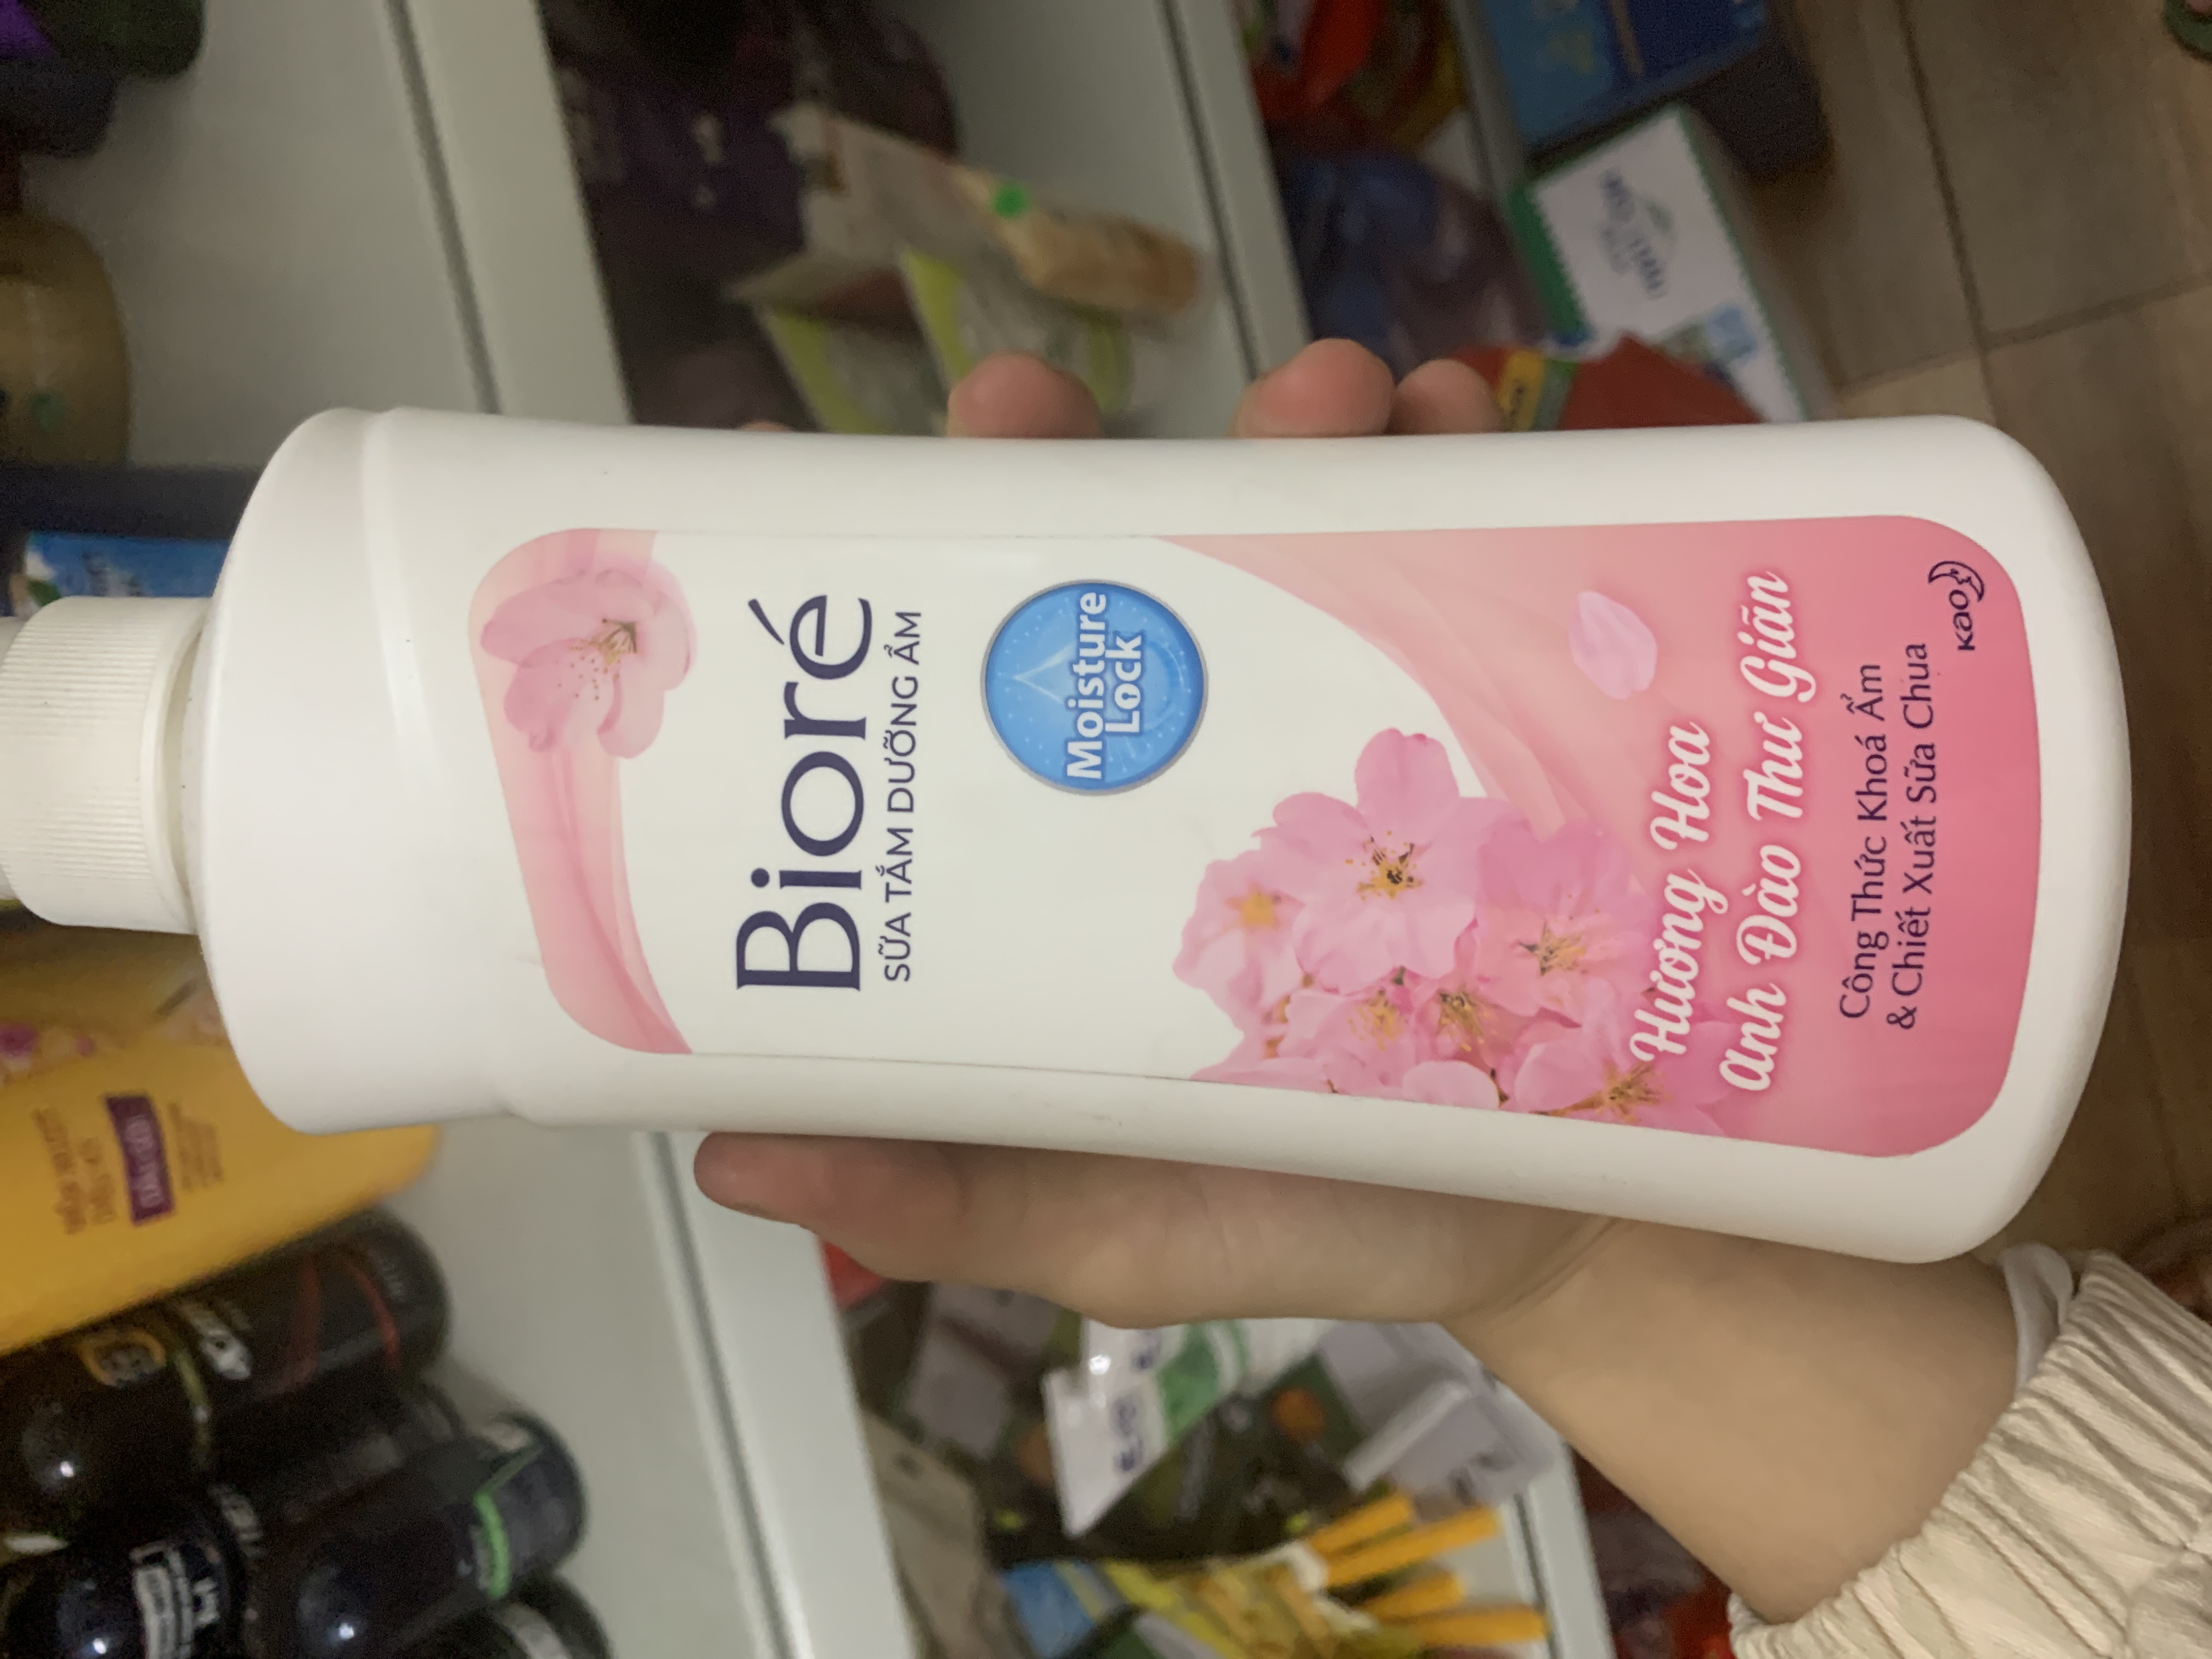 Bioré
SỮA TẮM DƯỠNG ẨM
Moisture
Lock
Hương Hoa
Anh Đào Thư Giãn
Công Thức Khoá Ẩm
& Chiết Xuất Sữa Chua
Kao